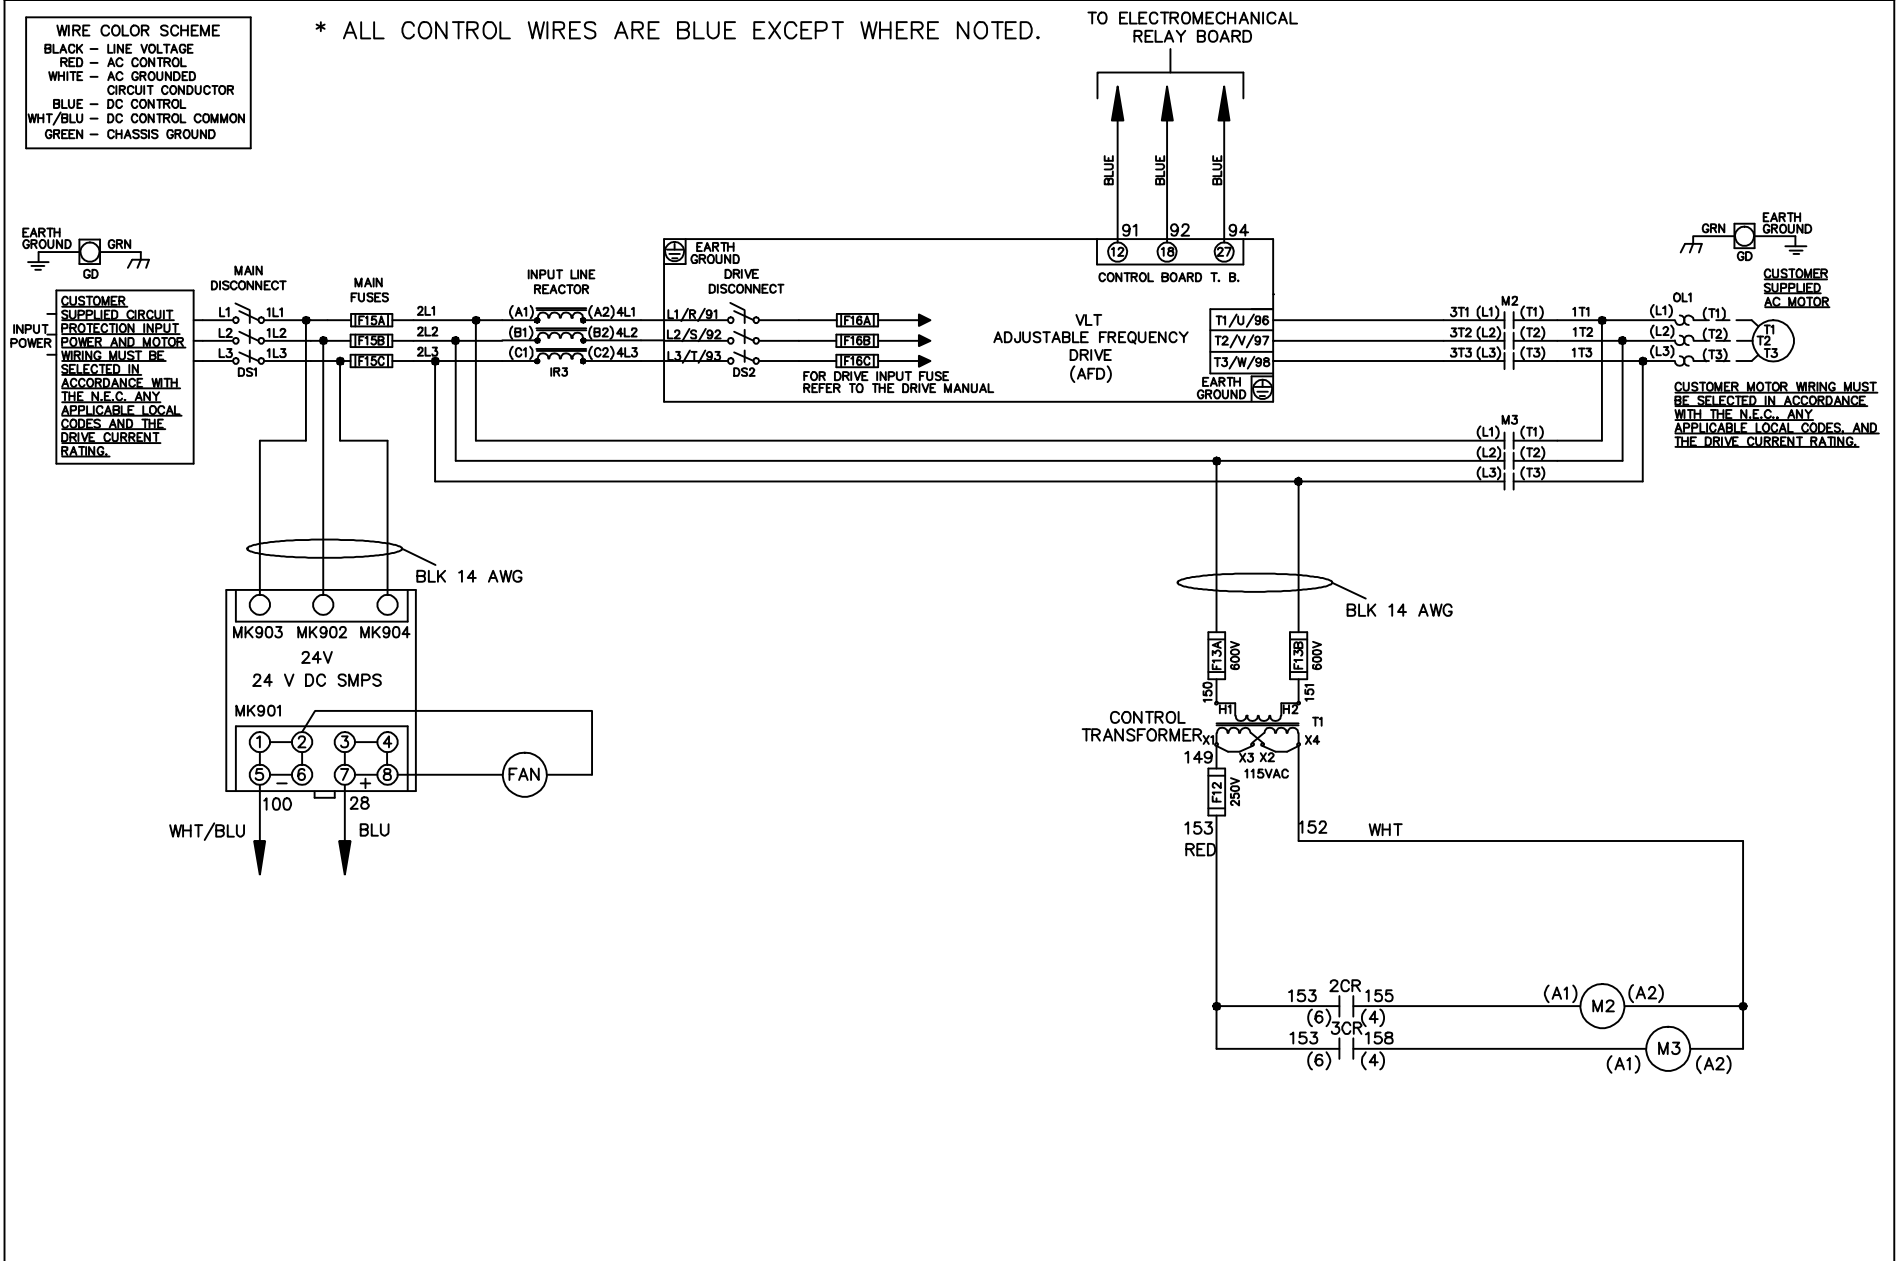 WIRE COLOR SCHEME
BLACK – LINE VOLTAGE
RED – AC CONTROL
WHITE – AC GROUNDED
CIRCUIT CONDUCTOR
BLUE – DC CONTROL
WHT/BLU – DC CONTROL COMMON
GREEN – CHASSIS GROUND
* ALL CONTROL WIRES ARE BLUE EXCEPT WHERE NOTED.
TO ELECTROMECHANICAL
RELAY BOARD
BLUE
BLUE
BLUE
91 92 94
12 18 27
CONTROL BOARD T. B.
EARTH
GROUND
GRN
GD
INPUT
POWER
CUSTOMER
SUPPLIED CIRCUIT
PROTECTION INPUT
POWER AND MOTOR
WIRING MUST BE
SELECTED IN
ACCORDANCE WITH
THE N.E.C. ANY
APPLICABLE LOCAL
CODES AND THE
DRIVE CURRENT
RATING.
MAIN
DISCONNECT
L1 1L1
L2 1L2
L3 1L3
DS1
MAIN
FUSES
F15A
F15B
F15C
2L1
2L2
2L3
INPUT LINE
REACTOR
(A1) (A2) 4L1
(B1) (B2) 4L2
(C1) (C2) 4L3
IR3
EARTH
GROUND
DRIVE
DISCONNECT
L1/R/91
L2/S/92
L3/T/93
DS2
F16A
F16B
F16C
FOR DRIVE INPUT FUSE
REFER TO THE DRIVE MANUAL
VLT
ADJUSTABLE FREQUENCY
DRIVE
(AFD)
T1/U/96
T2/V/97
T3/W/98
EARTH
GROUND
M2
3T1 (L1) (T1) 1T1
3T2 (L2) (T2) 1T2
3T3 (L3) (T3) 1T3
M3
(L1) (T1)
(L2) (T2)
(L3) (T3)
OL1
(L1) (T1)
(L2) (T2)
(L3) (T3)
T1
T2
T3
GRN
GD
EARTH
GROUND
CUSTOMER
SUPPLIED
AC MOTOR
CUSTOMER MOTOR WIRING MUST
BE SELECTED IN ACCORDANCE
WITH THE N.E.C., ANY
APPLICABLE LOCAL CODES, AND
THE DRIVE CURRENT RATING.
BLK 14 AWG
MK903 MK902 MK904
24V
24 V DC SMPS
MK901
1 2 3 4
5 – 6 7 + 8
100 28
WHT/BLU BLU
FAN
BLK 14 AWG
F13A 600V
F13B 600V
150 151
H1 H2
T1
CONTROL
TRANSFORMER
X1 X4
X3 X2
149
115VAC
F12 250V
153
RED
152 WHT
2CR
153 155
(6) (4)
(A1) M2 (A2)
3CR
153 158
(6) (4)
(A1) M3 (A2)